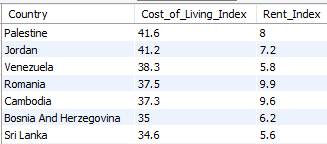 Country Cost_of_Living_Index Rent_Index
Palestine 41.6 8
Jordan 41.2 7.2
Venezuela 38.3 5.8
Romania 37.5 9.9
Cambodia 37.3 9.6
Bosnia And Herzegovina 35 6.2
Sri Lanka 34.6 5.6